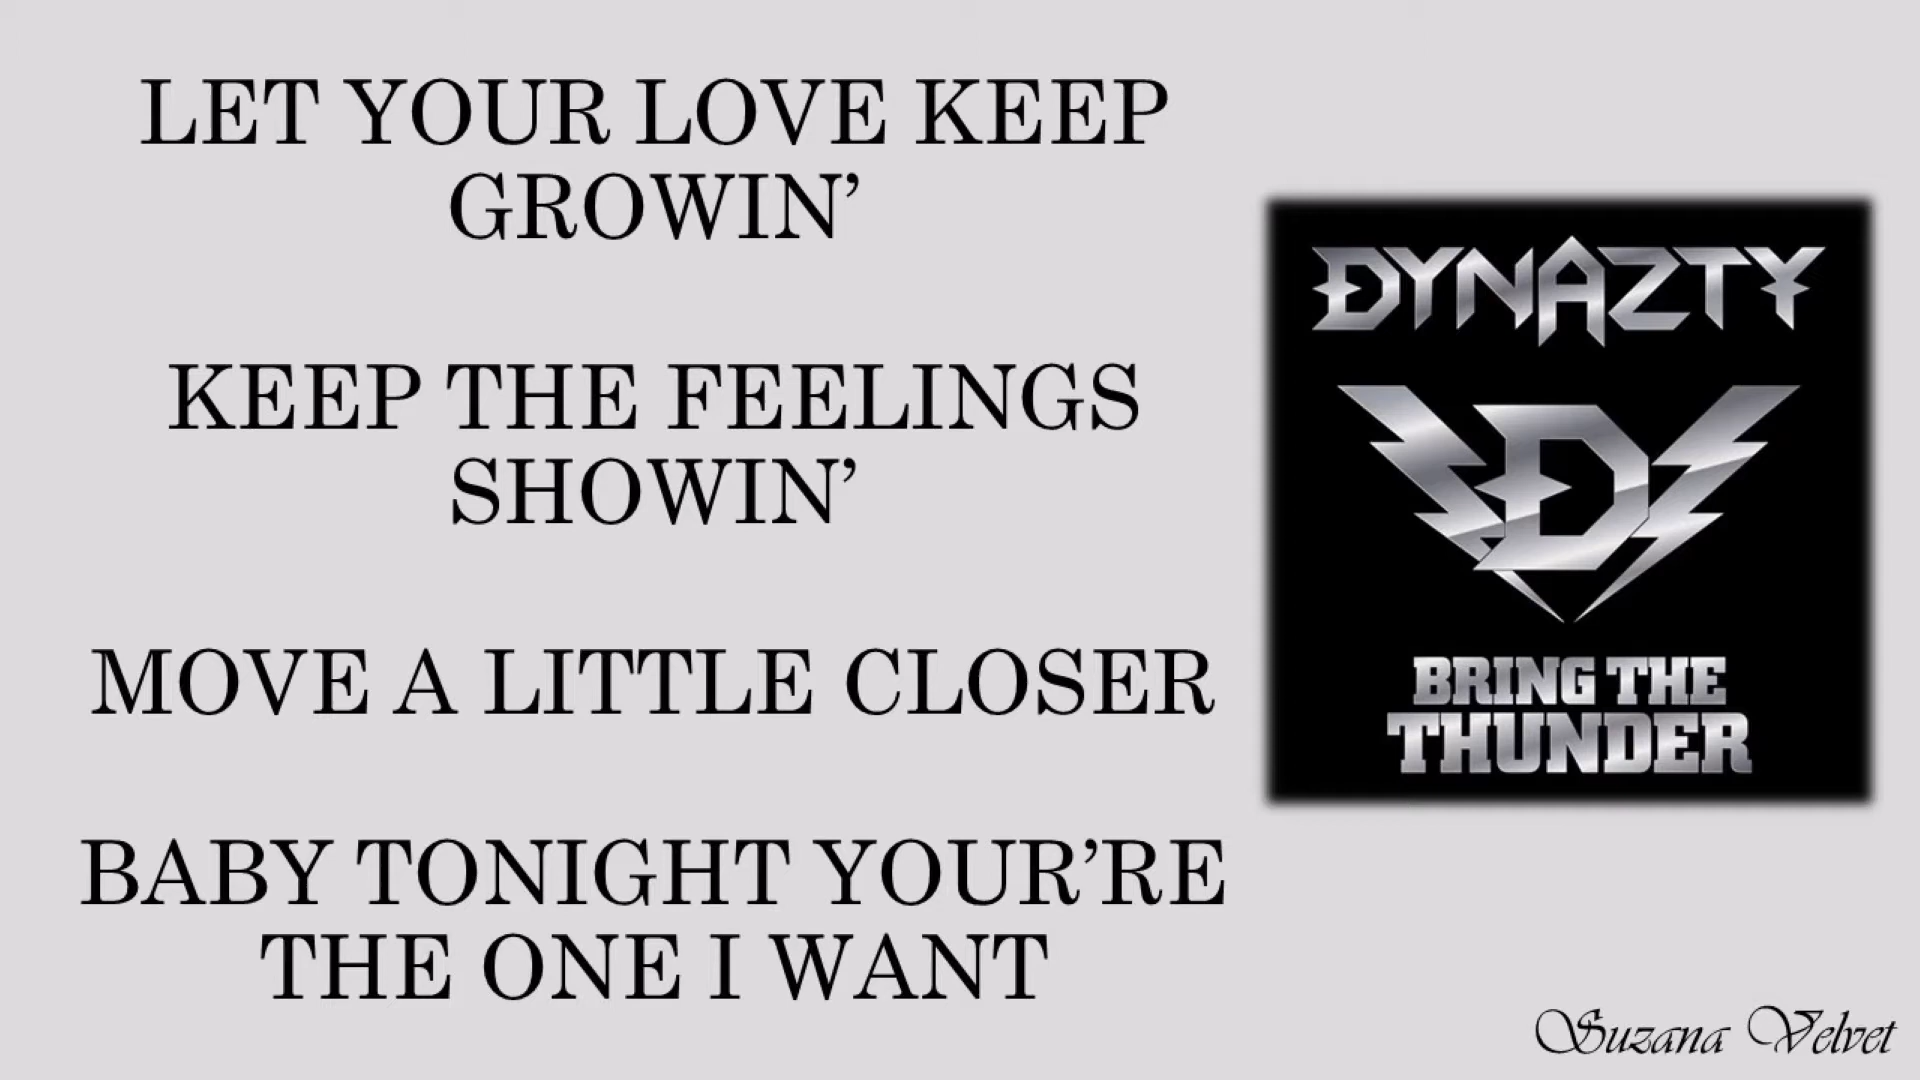 LET YOUR LOVE KEEP
GROWIN’
KEEP THE FEELINGS
SHOWIN’
MOVE A LITTLE CLOSER
BABY TONIGHT YOUR’RE
THE ONE I WANT
DYNAZTY
D
BRING THE
THUNDER
Suzana Velvet